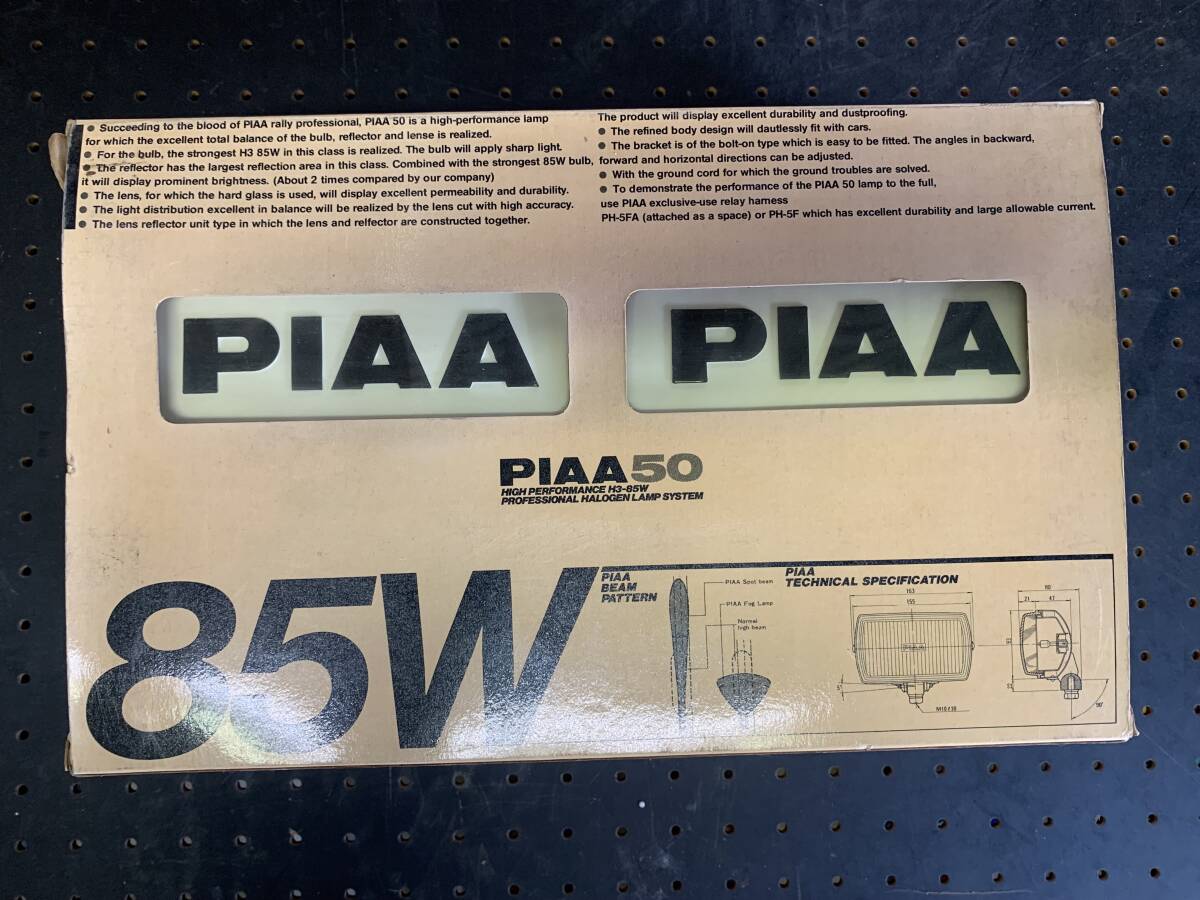 ● Succeeding to the blood of PIAA rally professional, PIAA 50 is a high-performance lamp
for which the excellent total balance of the bulb, reflector and lense is realized.
● For the bulb, the strongest H3 85W in this class is realized. The bulb will apply sharp light.
● The reflector has the largest reflection area in this class. Combined with the strongest 85W bulb,
it will display prominent brightness. (About 2 times compared by our company)
● The lens, for which the hard glass is used, will display excellent permeability and durability.
● The light distribution excellent in balance will be realized by the lens cut with high accuracy.
● The lens reflector unit type in which the lens and relfector are constructed together.
The product will display excellent durability and dustproofing.
● The refined body design will dautlessly fit with cars.
● The bracket is of the bolt-on type which is easy to be fitted. The angles in backward,
forward and horizontal directions can be adjusted.
● With the ground cord for which the ground troubles are solved.
● To demonstrate the performance of the PIAA 50 lamp to the full,
use PIAA exclusive-use relay harness
PH-5FA (attached as a space) or PH-5F which has excellent durability and large allowable current.
PIAA
PIAA
PIAA50
HIGH PERFORMANCE H3-85W
PROFESSIONAL HALOGEN LAMP SYSTEM
85W
PIAA
BEAM
PATTERN
PIAA Spot beam
PIAA Fog Lamp
Normal
high beam
PIAA
TECHNICAL SPECIFICATION
163
155
5°
M10
80
21
47
90°